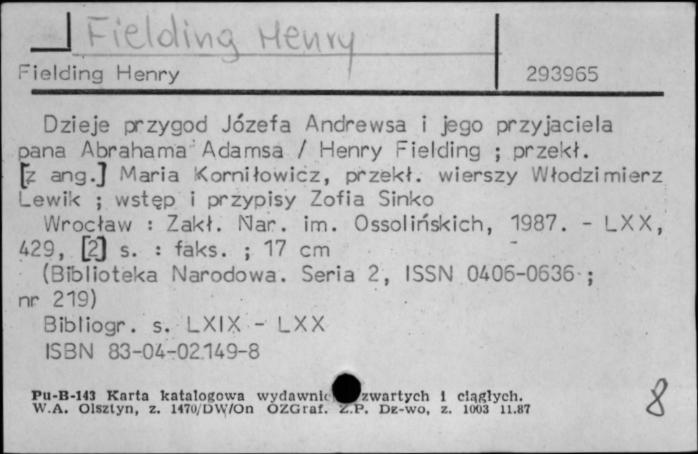 Fielding Henry
Fielding Henry 293965
Dzieje przygod Józefa Andrewsa i jego przyjaciela
pana Abrahama Adamsa / Henry Fielding ; przekł.
[z ang.] Maria Korniłowicz, przekł. wierszy Włodzimierz
Lewik ; wstęp i przypisy Zofia Sinko
Wrocław : Zakł. Nar. im. Ossolińskich, 1987. - LXX,
429, [2] s. : faks. ; 17 cm
(Biblioteka Narodowa. Seria 2, ISSN 0406-0636 ;
nr 219)
Bibliogr. s. LXIX - LXX
ISBN 83-04-02149-8
Pu-B-143 Karta katalogowa zwartych i ciągłych.
W.A. Olsztyn, z. 1470/DW/On OZGraf. Z.P. Dz-wo, z. 1003 11.87
8